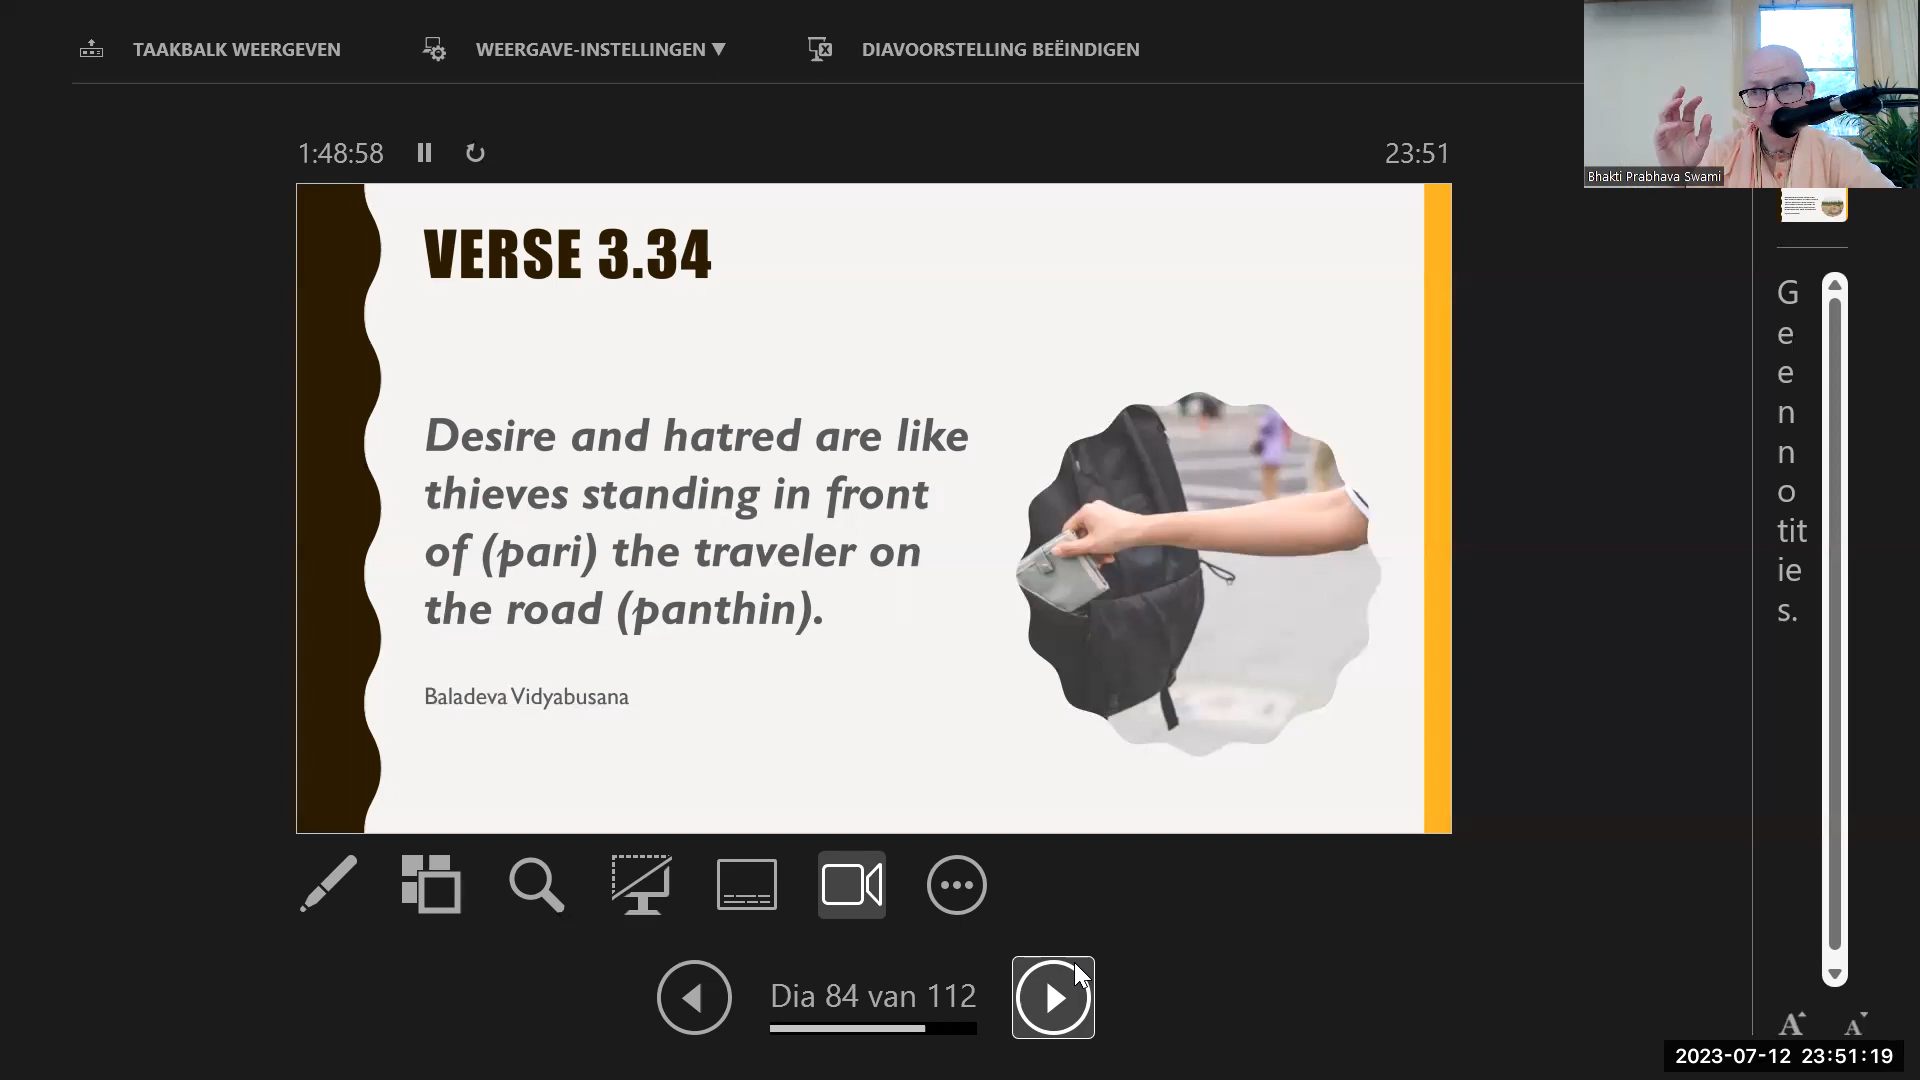 TAAKBALK WEERGEVEN
WEERGAVE-INSTELLINGEN ▼
DIAVOORSTELLING BEËINDIGEN
Bhakti Prabhava Swami
1:48:58
23:51
VERSE 3.34
Desire and hatred are like
thieves standing in front
of (pari) the traveler on
the road (panthin).
Baladeva Vidyabusana
G
e
e
n
n
o
tit
ie
s.
Dia 84 van 112
A A
2023-07-12 23:51:19